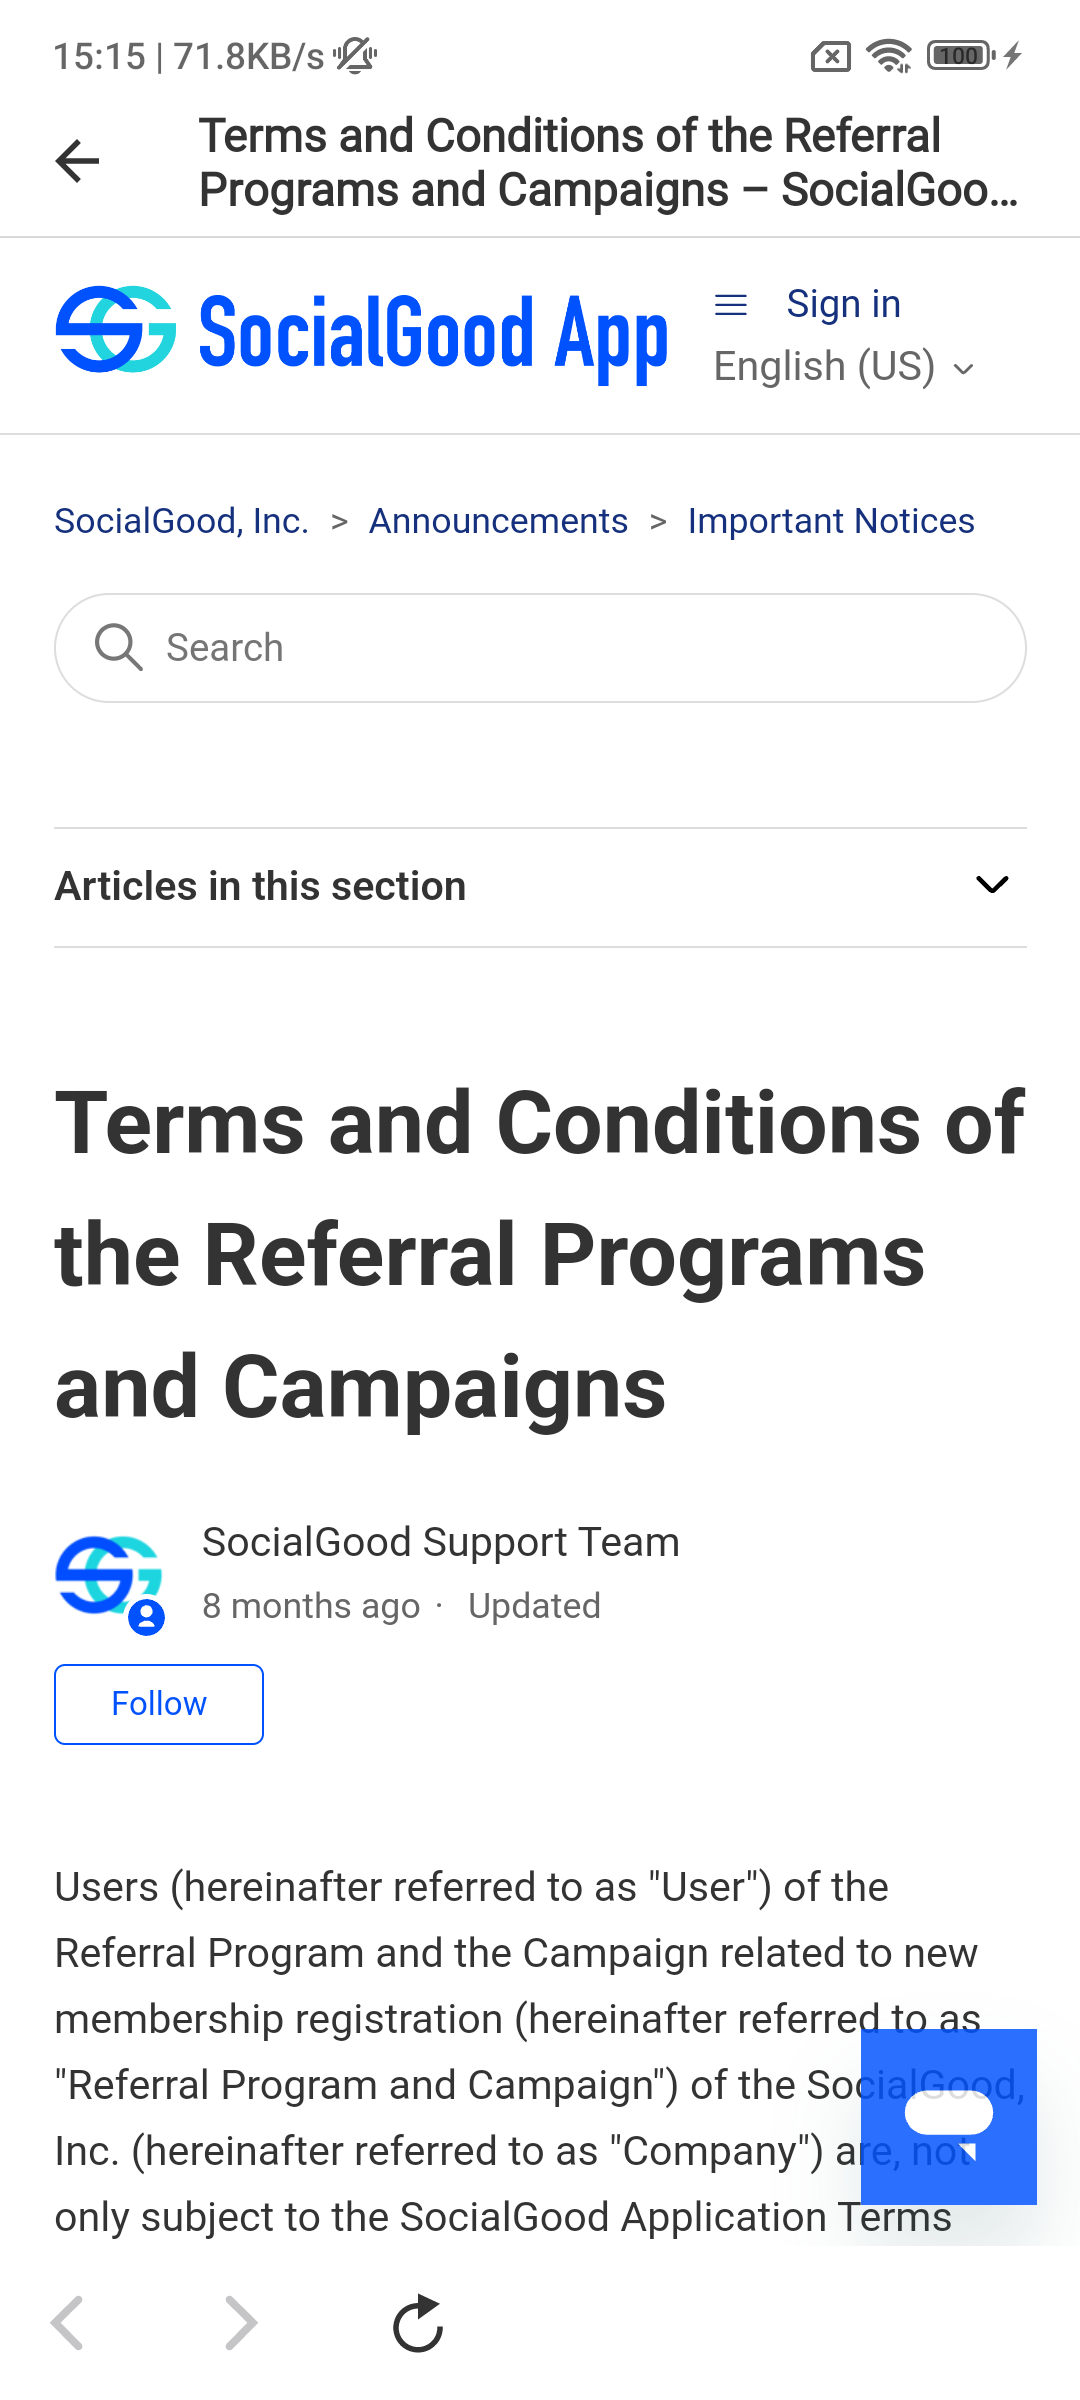 15:15 | 71.8KB/s
100
Terms and Conditions of the Referral
Programs and Campaigns – SocialGoo...
SocialGood App
Sign in
English (US)
SocialGood, Inc. > Announcements > Important Notices
Search
Articles in this section
Terms and Conditions of
the Referral Programs
and Campaigns
SocialGood Support Team
8 months ago · Updated
Follow
Users (hereinafter referred to as "User") of the
Referral Program and the Campaign related to new
membership registration (hereinafter referred to as
"Referral Program and Campaign") of the SocialGood,
Inc. (hereinafter referred to as "Company") are, not
only subject to the SocialGood Application Terms